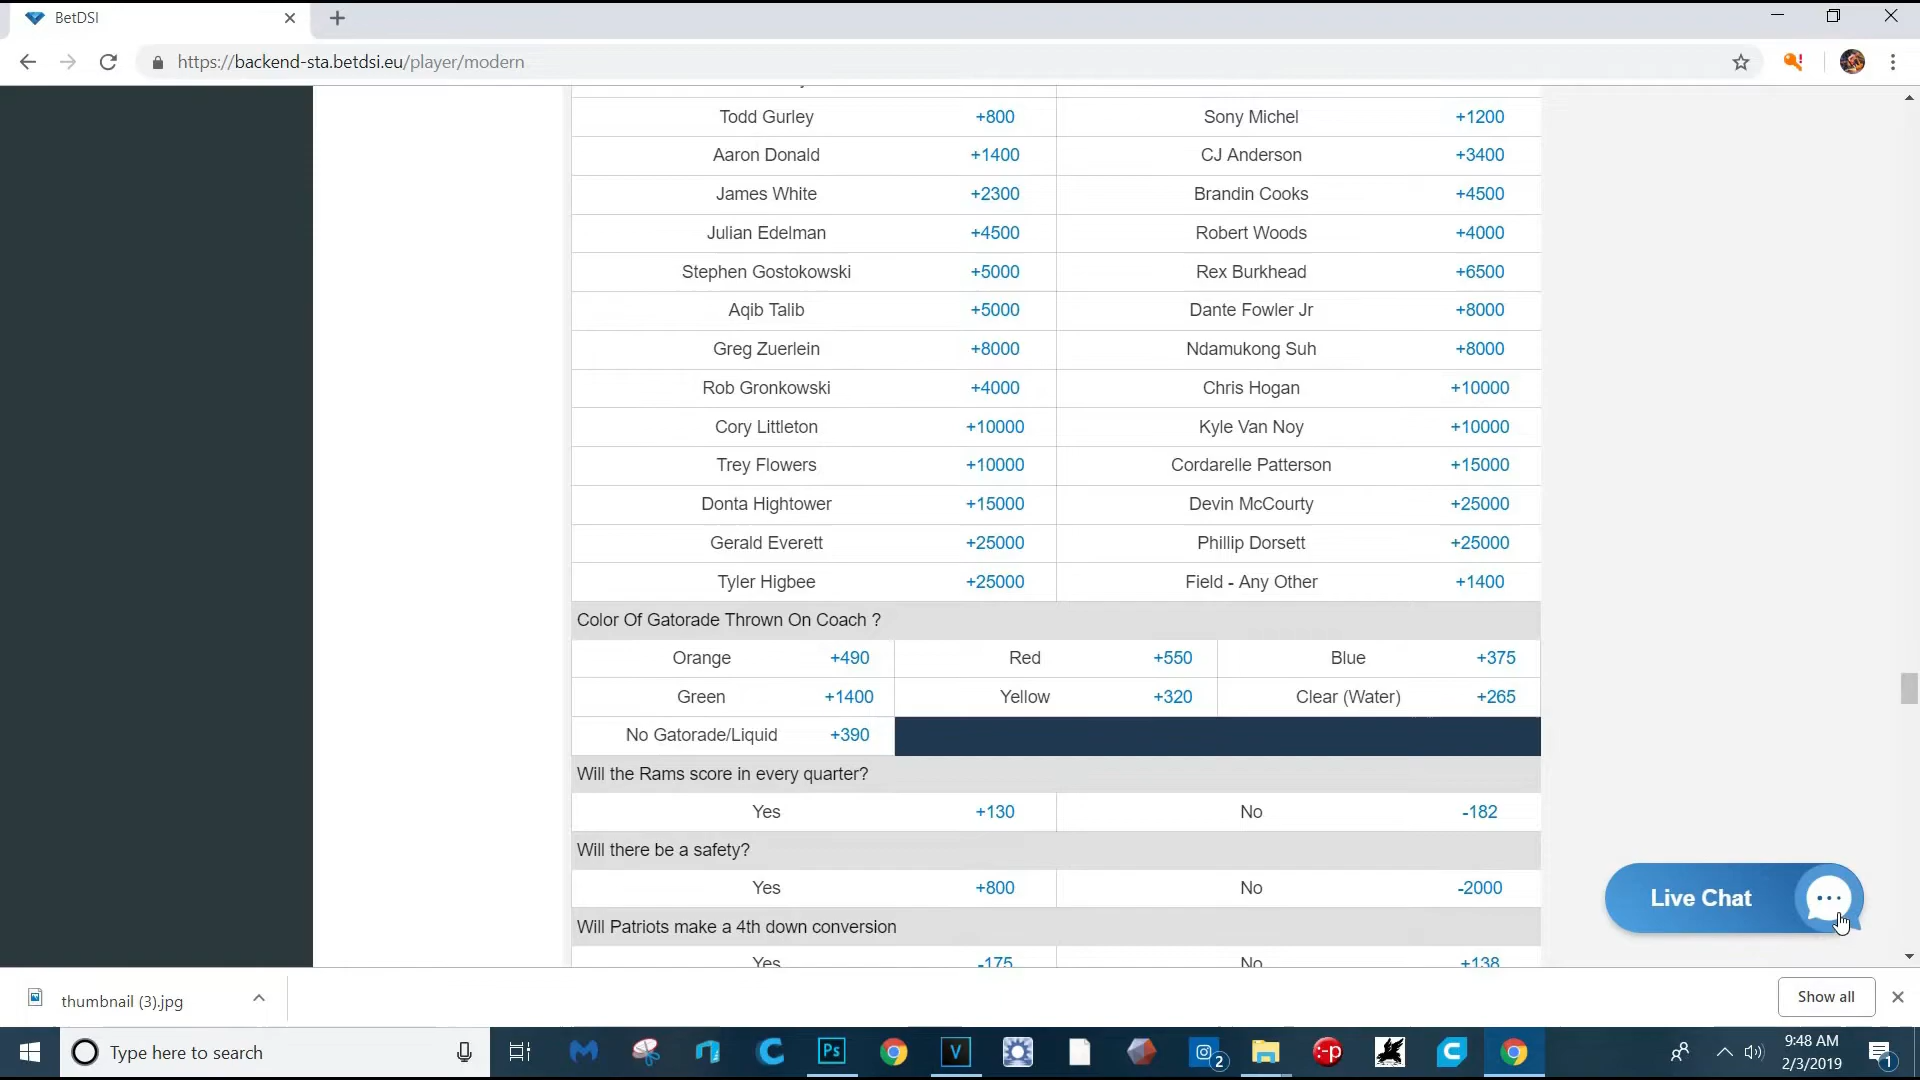 BetDSI
https://backend-sta.betdsi.eu/player/modern
Todd Gurley +800 Sony Michel +1200
Aaron Donald +1400 CJ Anderson +3400
James White +2300 Brandin Cooks +4500
Julian Edelman +4500 Robert Woods +4000
Stephen Gostokowski +5000 Rex Burkhead +6500
Aqib Talib +5000 Dante Fowler Jr +8000
Greg Zuerlein +8000 Ndamukong Suh +8000
Rob Gronkowski +4000 Chris Hogan +10000
Cory Littleton +10000 Kyle Van Noy +10000
Trey Flowers +10000 Cordarelle Patterson +15000
Donta Hightower +15000 Devin McCourty +25000
Gerald Everett +25000 Phillip Dorsett +25000
Tyler Higbee +25000 Field - Any Other +1400
Color Of Gatorade Thrown On Coach ?
Orange +490 Red +550 Blue +375
Green +1400 Yellow +320 Clear (Water) +265
No Gatorade/Liquid +390
Will the Rams score in every quarter?
Yes +130 No -182
Will there be a safety?
Yes +800 No -2000
Will Patriots make a 4th down conversion
Yes -175 No +138
Live Chat
thumbnail (3).jpg
Show all
Type here to search
Ps
V
2
:-p
9:48 AM
2/3/2019
1